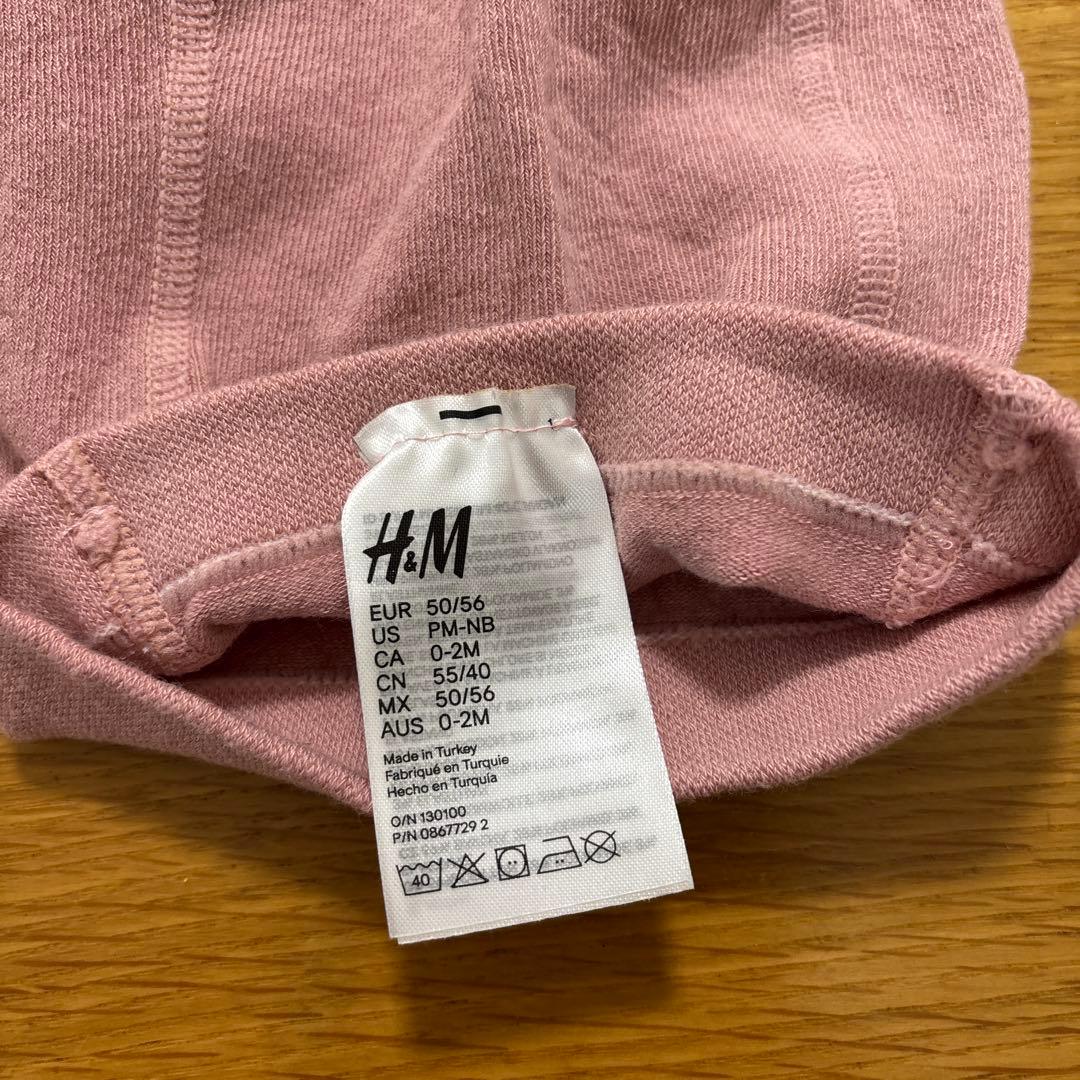 H&M
EUR 50/56
US PM-NB
CA 0-2M
CN 55/40
MX 50/56
AUS 0-2M
Made in Turkey
Fabriqué en Turquie
Hecho en Turquía
O/N 130100
P/N 0867729 2
40